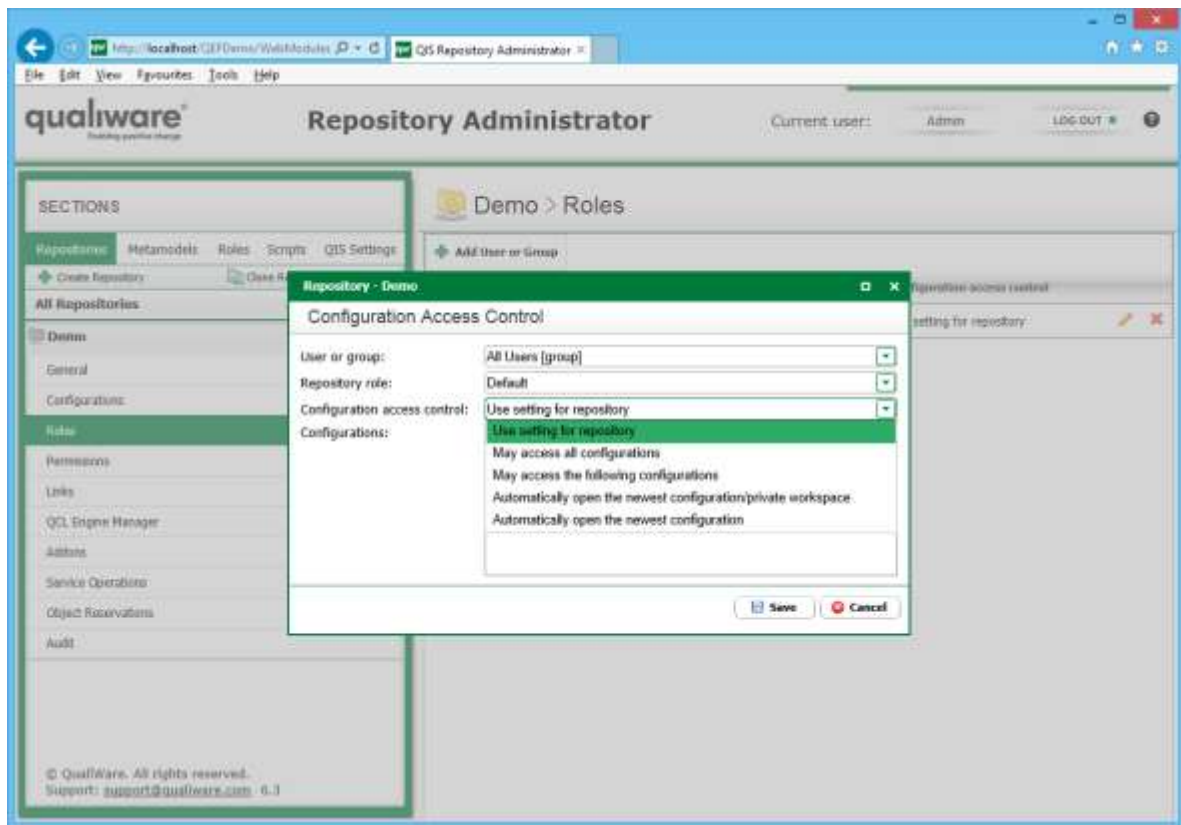 http://localhost/QEFDemo/WebModules
QIS Repository Administrator
File Edit View Favourites Tools Help
qualiware®
Repository Administrator
Current user:
Admin
LOG OUT
SECTIONS
Demo > Roles
Repositories Metamodels Roles Scripts QIS Settings
Add User or Group
Create Repository
Clone
All Repositories
configuration access control
Demo
setting for repository
General
Configurations
Roles
Permissions
Links
QCL Engine Manager
Addons
Service Operations
Object Reservations
Audit
Repository - Demo
Configuration Access Control
User or group: All Users [group]
Repository role: Default
Configuration access control: Use setting for repository
Configurations:
Use setting for repository
May access all configurations
May access the following configurations
Automatically open the newest configuration/private workspace
Automatically open the newest configuration
Save
Cancel
© QualiWare. All rights reserved.
Support: support@qualiware.com 6.3